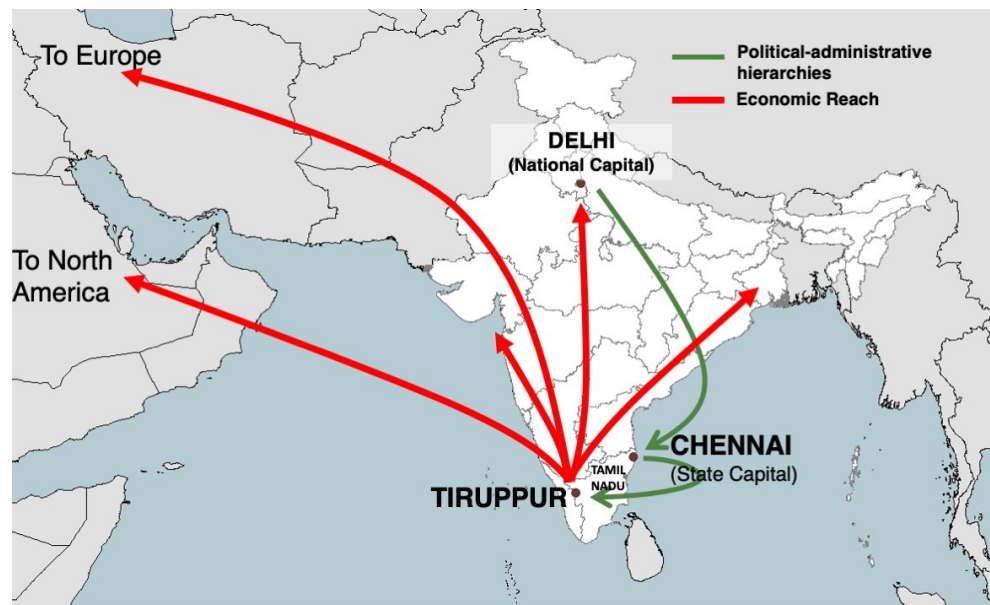 To Europe
Political-administrative
hierarchies
Economic Reach
DELHI
(National Capital)
To North
America
CHENNAI
(State Capital)
TAMIL
NADU
TIRUPPUR